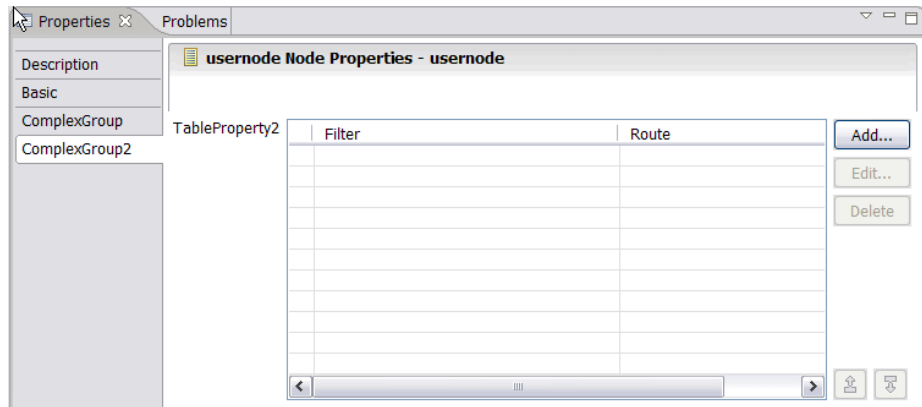 Properties Problems
usernode Node Properties - usernode
Description
Basic
ComplexGroup
ComplexGroup2
TableProperty2
Filter Route
Add...
Edit...
Delete